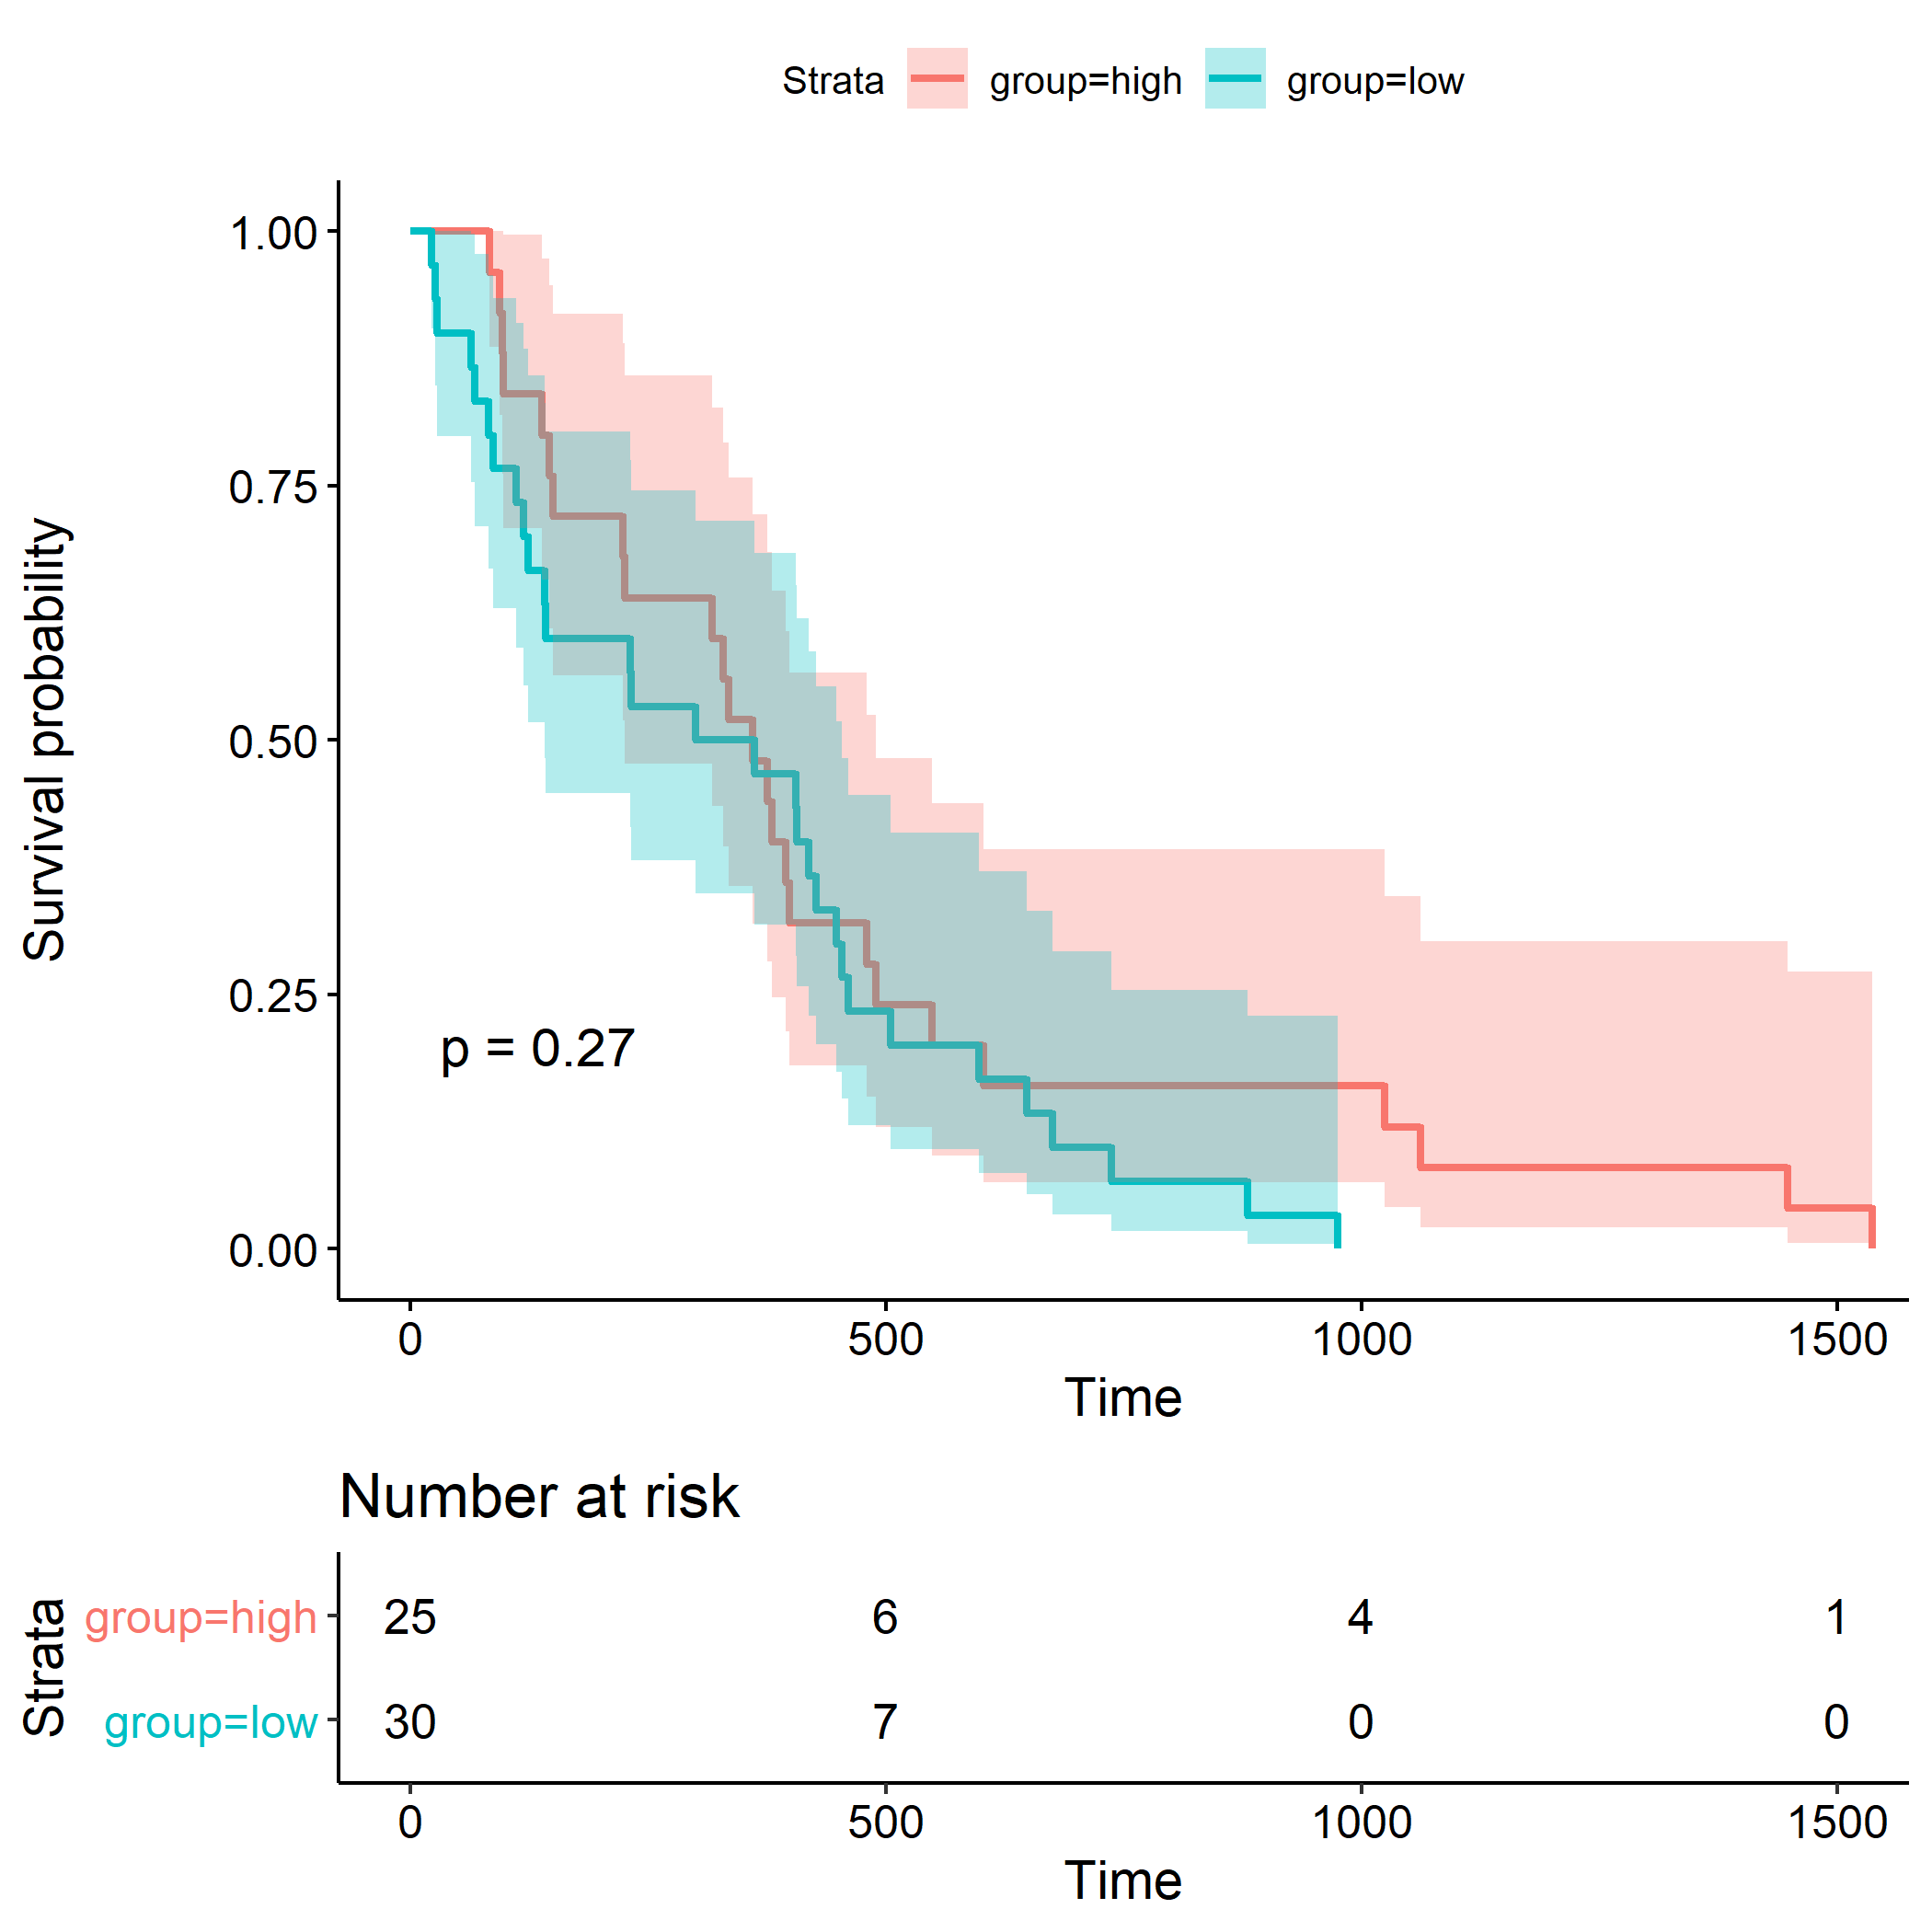 Strata group=high group=low
1.00
0.75
0.50
0.25
0.00
Survival probability
p = 0.27
0 500 1000 1500
Time
Number at risk
Strata
group=high 25 6 4 1
group=low 30 7 0 0
0 500 1000 1500
Time